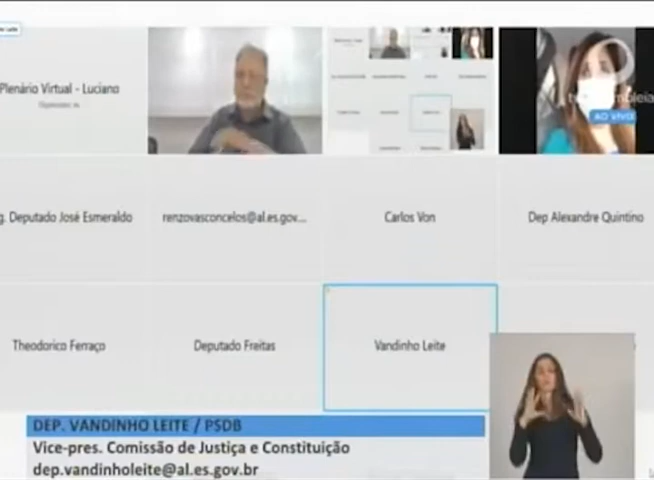 Plenário Virtual - Luciano
AO VIVO
Deputado José Esmeraldo
renzovasconcelos@al.es.gov...
Carlos Von
Dep Alexandre Quintino
Theodorico Ferraço
Deputado Freitas
Vandinho Leite
DEP. VANDINHO LEITE / PSDB
Vice-pres. Comissão de Justiça e Constituição
dep.vandinholeite@al.es.gov.br